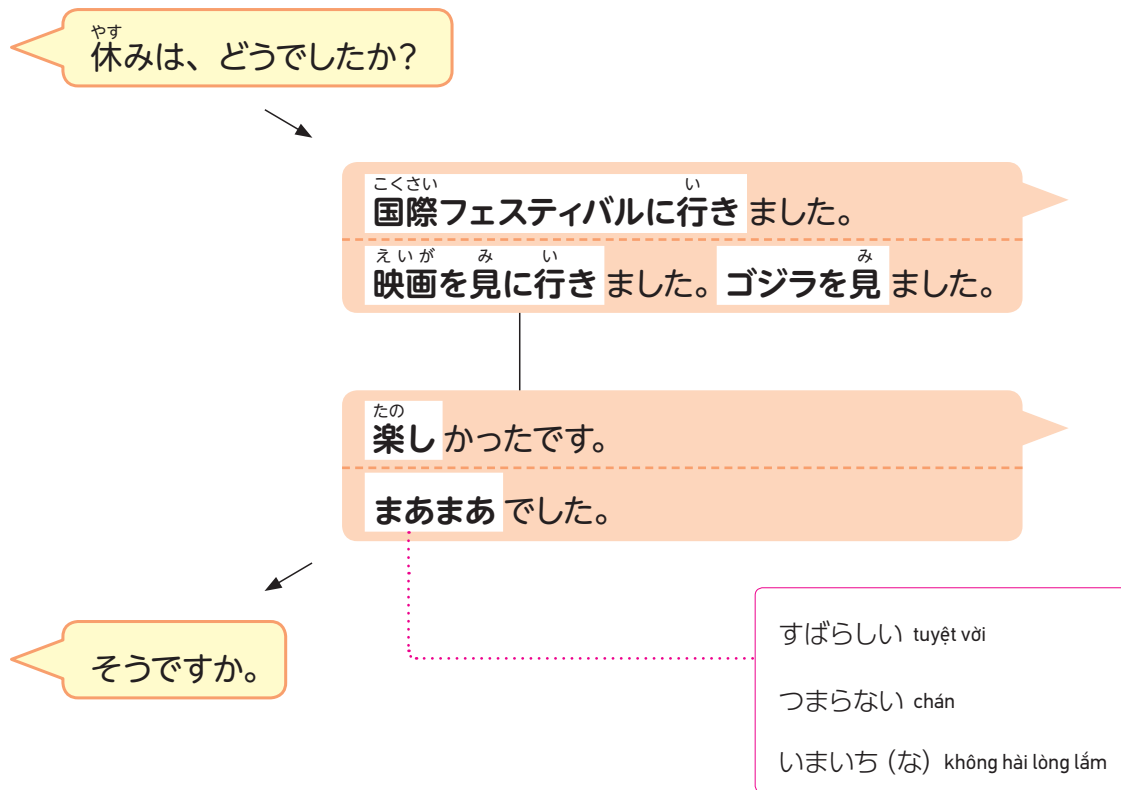 やす
休みは、どうでしたか?
こくさい い
国際フェスティバルに行きました。
えいが み い み
映画を見に行きました。ゴジラを見ました。
たの
楽しかったです。
まあまあでした。
そうですか。
すばらしい tuyệt vời
つまらない chán
いまいち (な) không hài lòng lắm